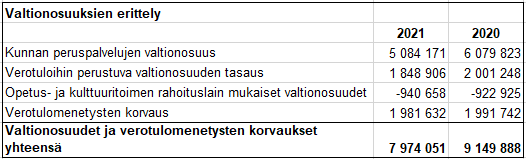 Valtionosuuksien erittely
2021 2020
Kunnan peruspalvelujen valtionosuus 5 084 171 6 079 823
Verotuloihin perustuva valtionosuuden tasaus 1 848 906 2 001 248
Opetus- ja kulttuuritoimen rahoituslain mukaiset valtionosuudet -940 658 -922 925
Verotulomenetysten korvaus 1 981 632 1 991 742
Valtionosuudet ja verotulomenetysten korvaukset
yhteensä 7 974 051 9 149 888